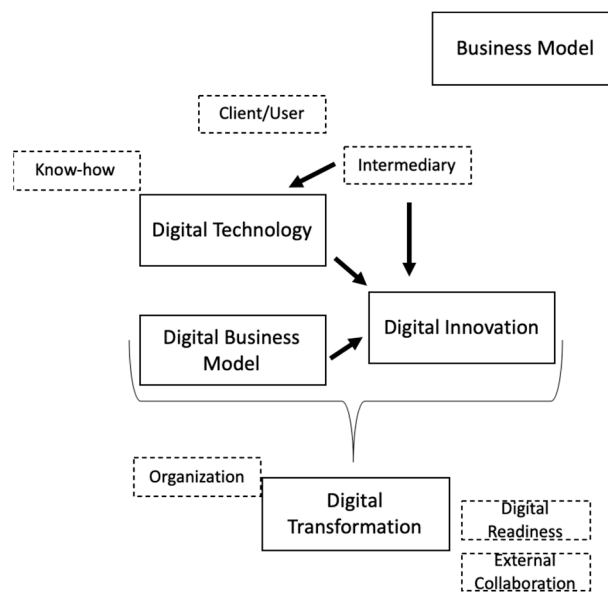 Business Model
Client/User
Know-how
Intermediary
Digital Technology
Digital Innovation
Digital Business
Model
Organization
Digital
Transformation
Digital
Readiness
External
Collaboration